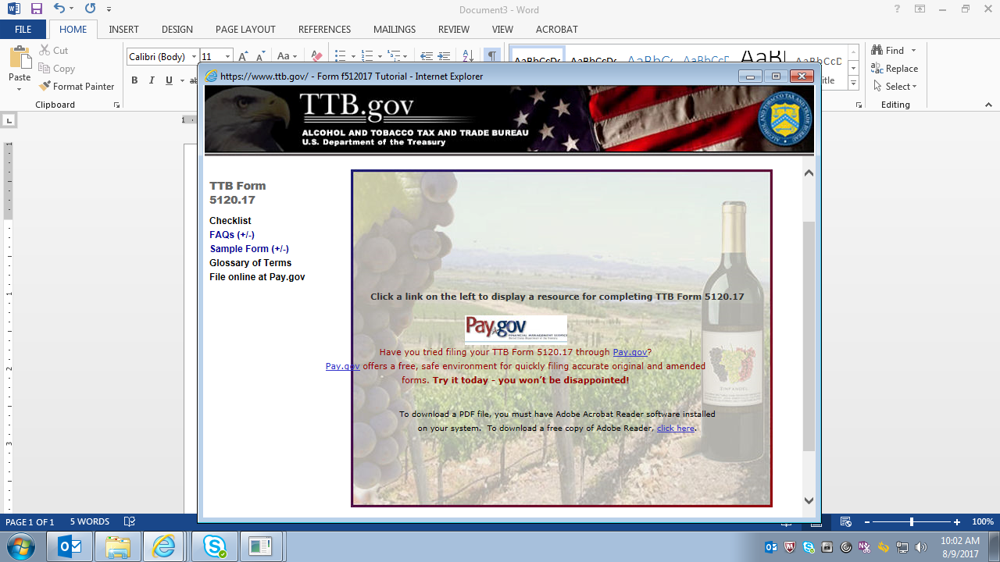 Document3 - Word
FILE HOME INSERT DESIGN PAGE LAYOUT REFERENCES MAILINGS REVIEW VIEW ACROBAT
Cut
Copy
Format Painter
Paste
Clipboard
Calibri (Body) 11
B I U
Find
Replace
Select
Editing
https://www.ttb.gov/ - Form f512017 Tutorial - Internet Explorer
TTB.gov
ALCOHOL AND TOBACCO TAX AND TRADE BUREAU
U.S. Department of the Treasury
TTB Form
5120.17
Checklist
FAQs (+/-)
Sample Form (+/-)
Glossary of Terms
File online at Pay.gov
Click a link on the left to display a resource for completing TTB Form 5120.17
Pay.gov
Have you tried filing your TTB Form 5120.17 through Pay.gov?
Pay.gov offers a free, safe environment for quickly filing accurate original and amended
forms. Try it today - you won't be disappointed!
To download a PDF file, you must have Adobe Acrobat Reader software installed
on your system. To download a free copy of Adobe Reader, click here.
ZINFANDEL
PAGE 1 OF 1 5 WORDS
100%
10:02 AM
8/9/2017